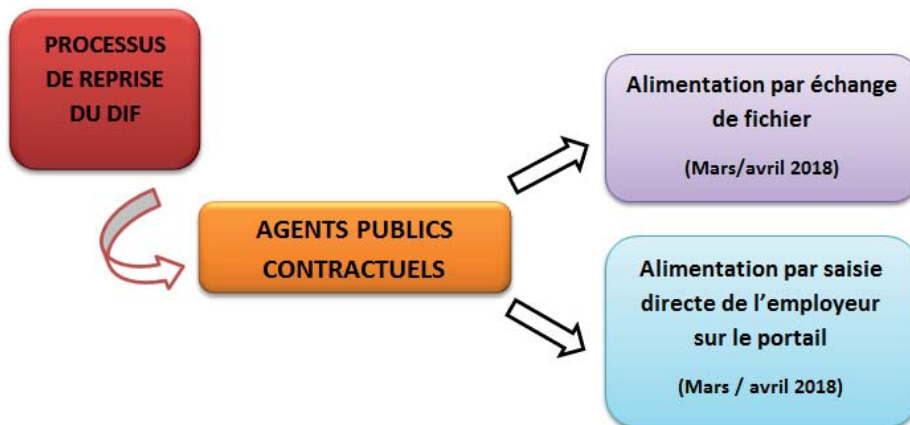 PROCESSUS
DE REPRISE
DU DIF
AGENTS PUBLICS
CONTRACTUELS
Alimentation par échange
de fichier
(Mars/avril 2018)
Alimentation par saisie
directe de l’employeur
sur le portail
(Mars / avril 2018)